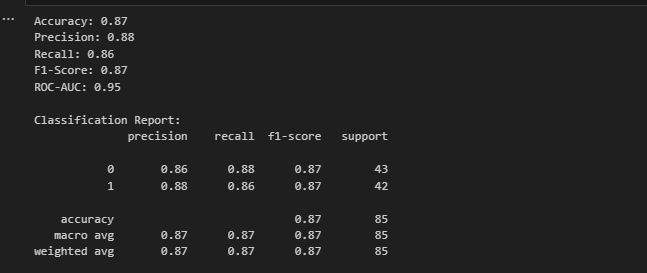 Accuracy: 0.87
Precision: 0.88
Recall: 0.86
F1-Score: 0.87
ROC-AUC: 0.95
Classification Report:
precision recall f1-score support
0 0.86 0.88 0.87 43
1 0.88 0.86 0.87 42
accuracy 0.87 85
macro avg 0.87 0.87 0.87 85
weighted avg 0.87 0.87 0.87 85